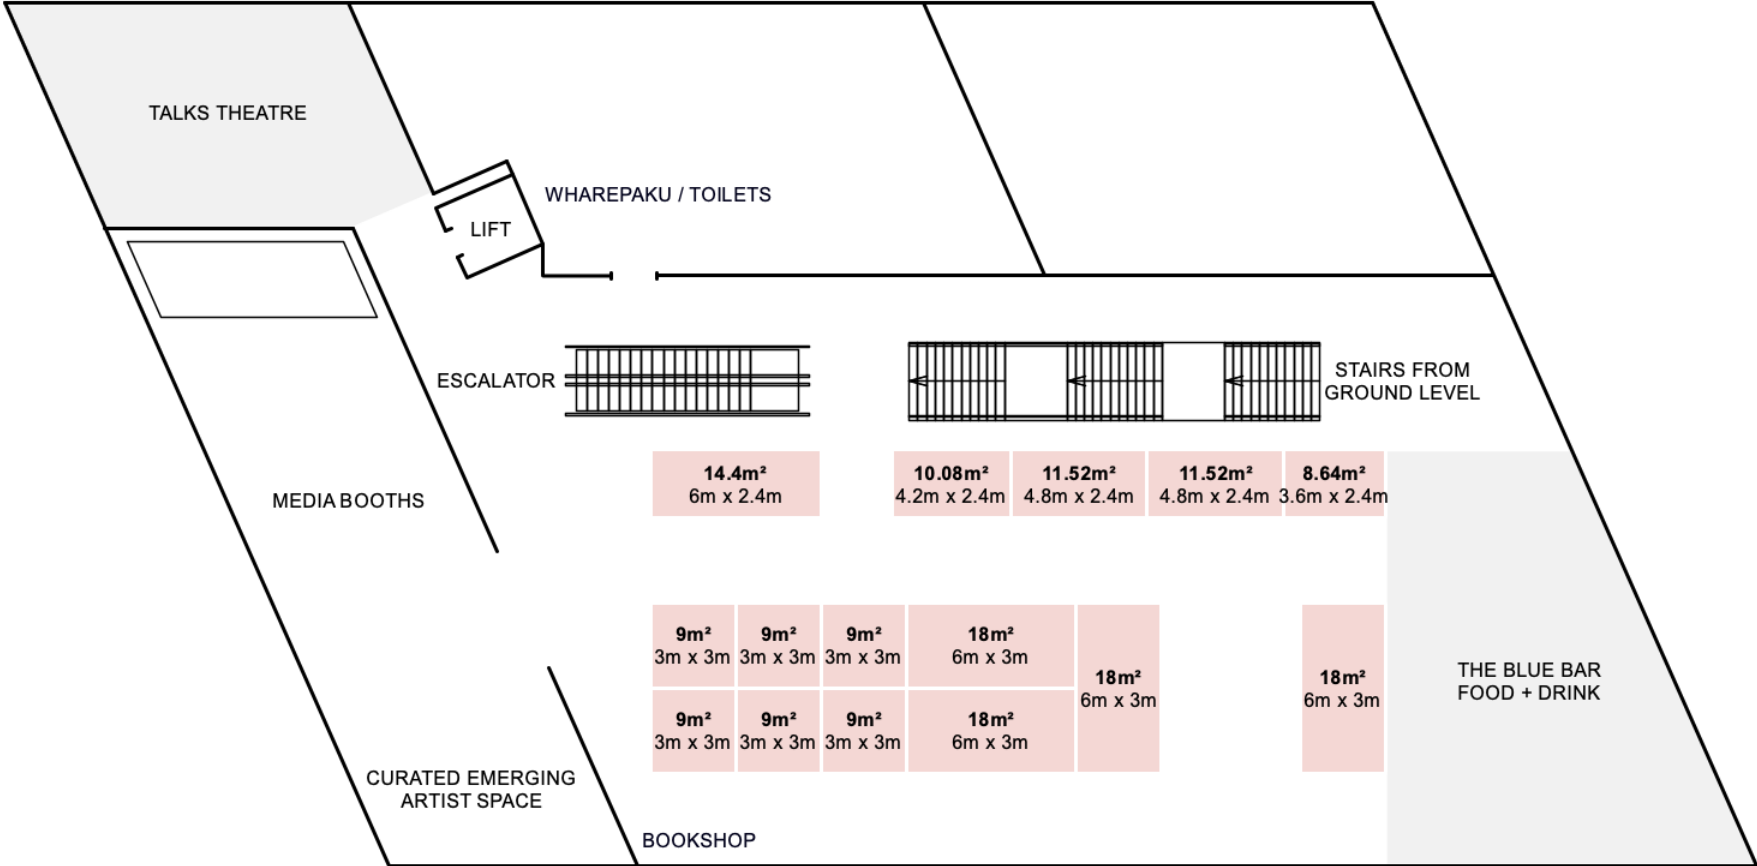 TALKS THEATRE
WHAREPAKU / TOILETS
LIFT
ESCALATOR
STAIRS FROM
GROUND LEVEL
MEDIA BOOTHS
14.4m²
6m x 2.4m
10.08m²
4.2m x 2.4m
11.52m²
4.8m x 2.4m
11.52m²
4.8m x 2.4m
8.64m²
3.6m x 2.4m
9m²
3m x 3m
9m²
3m x 3m
9m²
3m x 3m
18m²
6m x 3m
18m²
6m x 3m
18m²
6m x 3m
THE BLUE BAR
FOOD + DRINK
9m²
3m x 3m
9m²
3m x 3m
9m²
3m x 3m
18m²
6m x 3m
CURATED EMERGING
ARTIST SPACE
BOOKSHOP